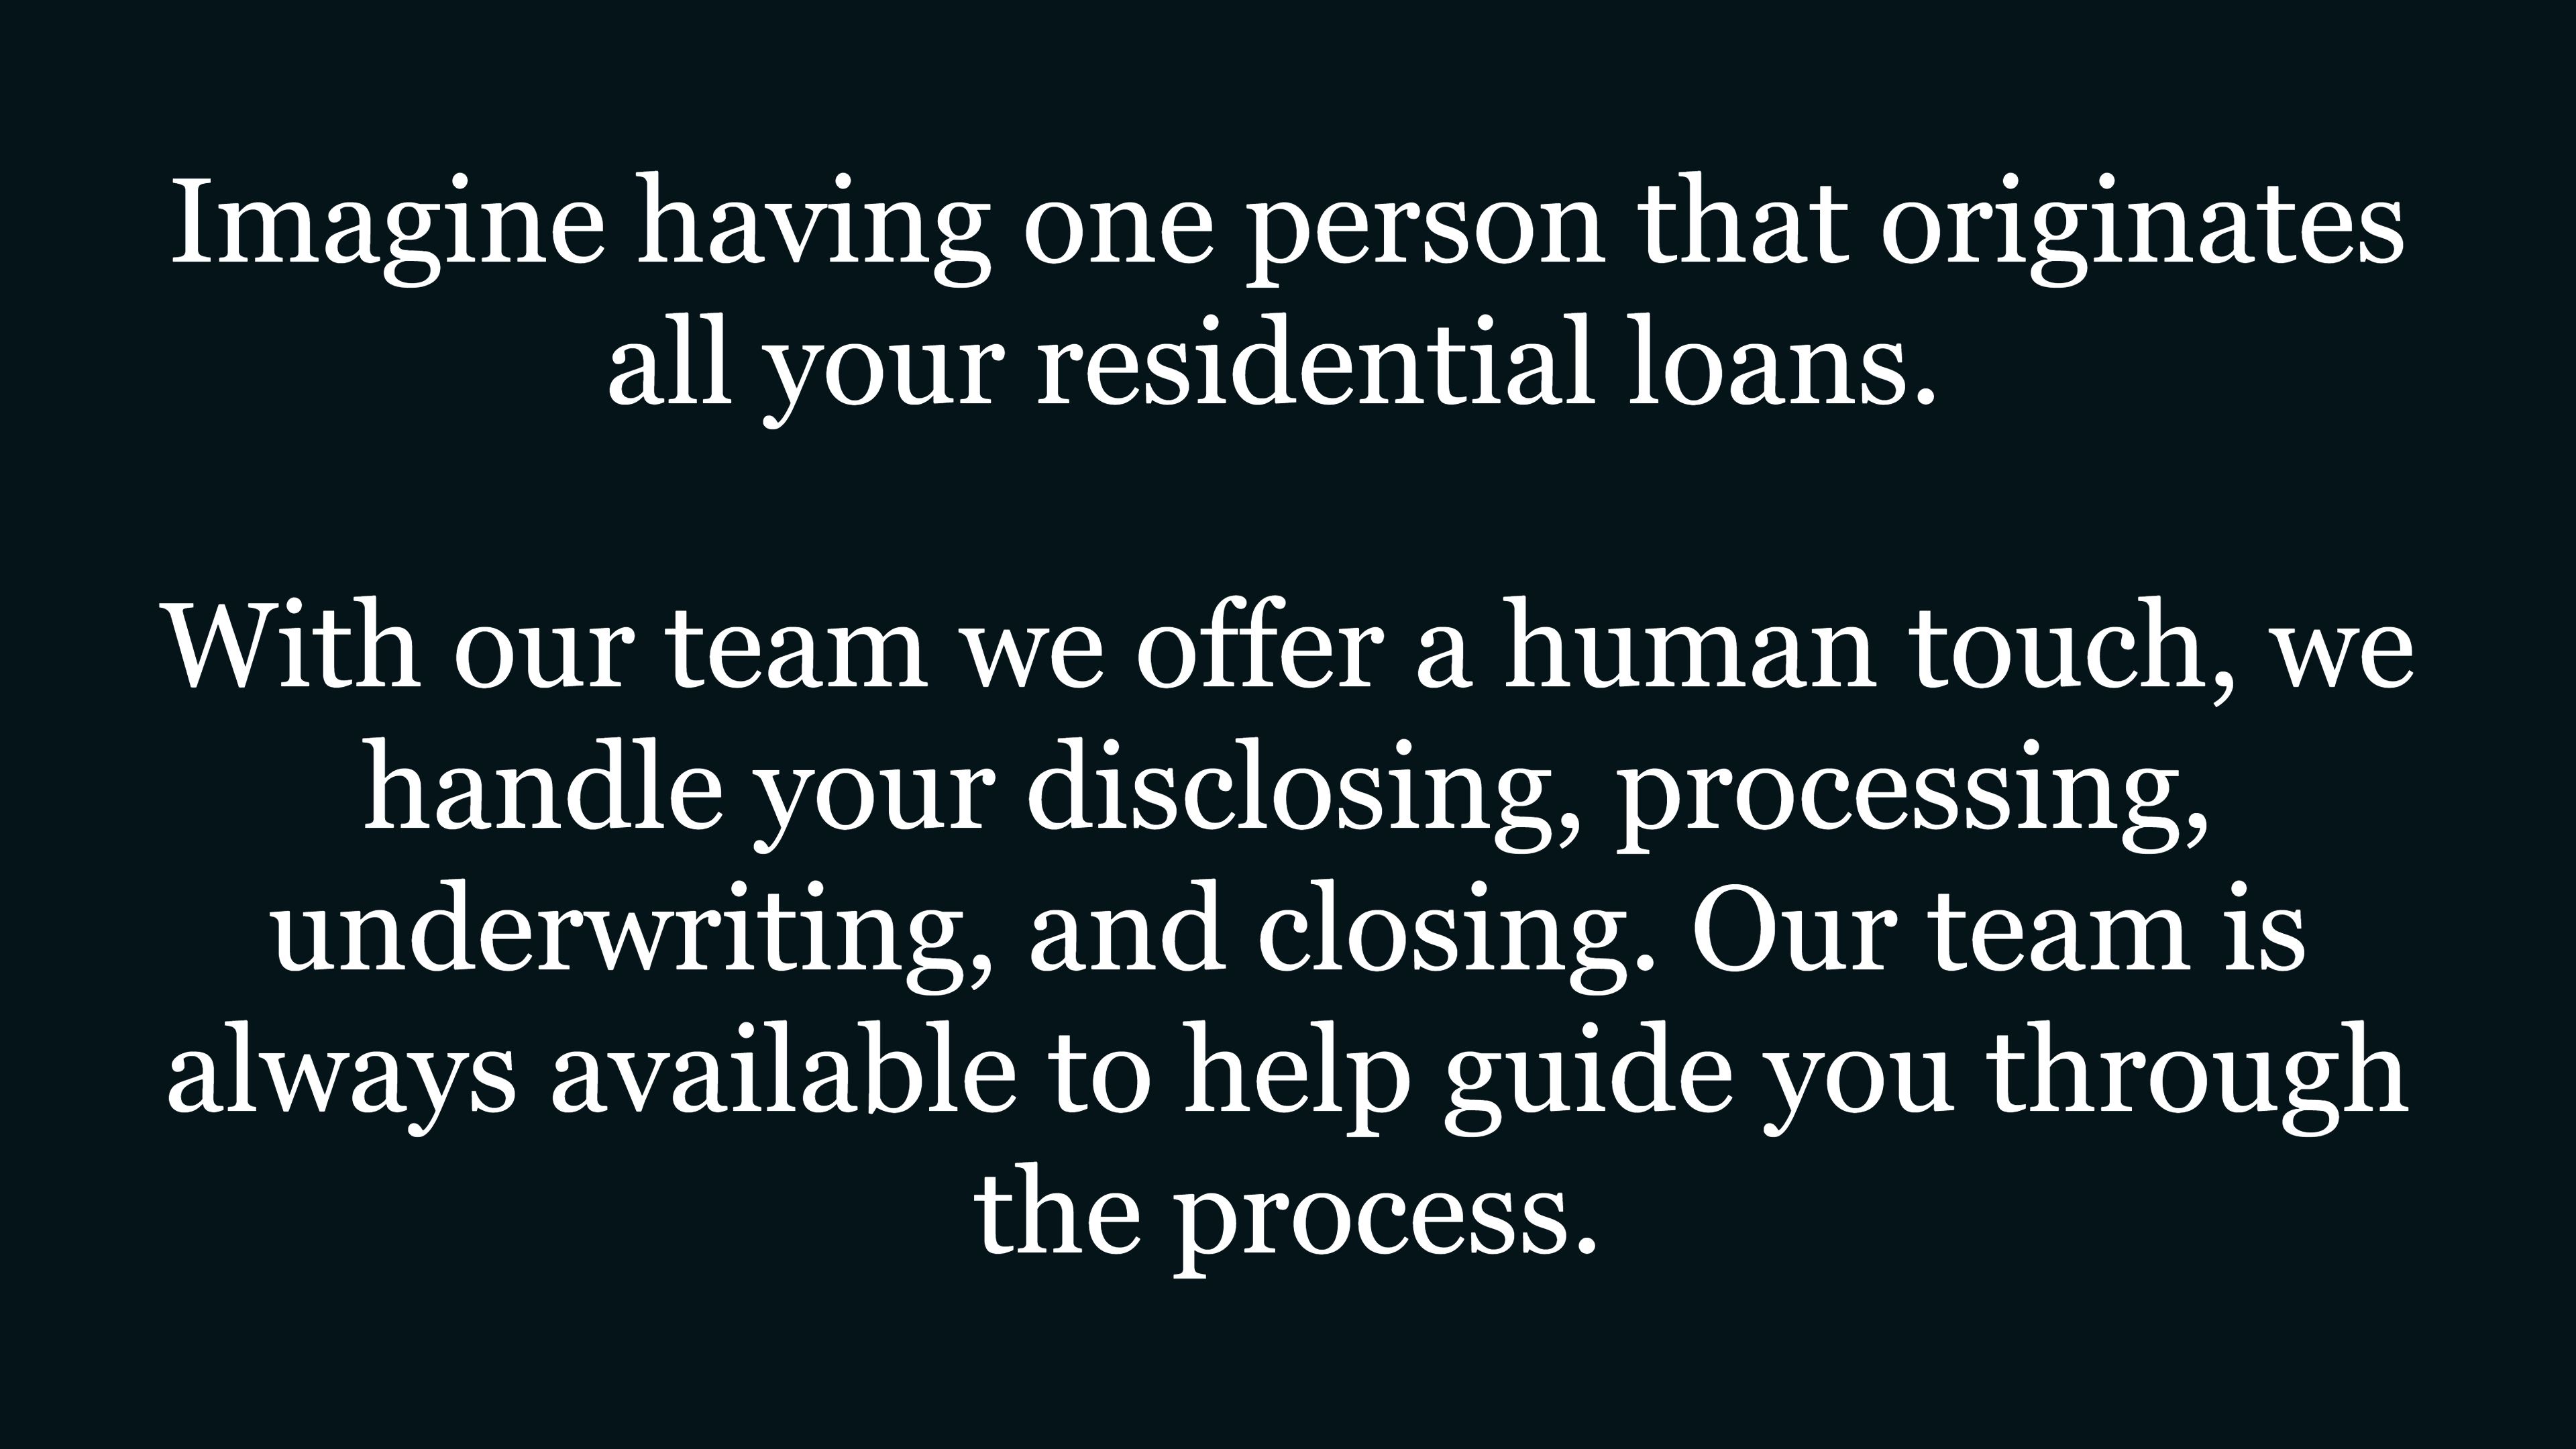 Imagine having one person that originates
all your residential loans.
With our team we offer a human touch, we
handle your disclosing, processing,
underwriting, and closing. Our team is
always available to help guide you through
the process.